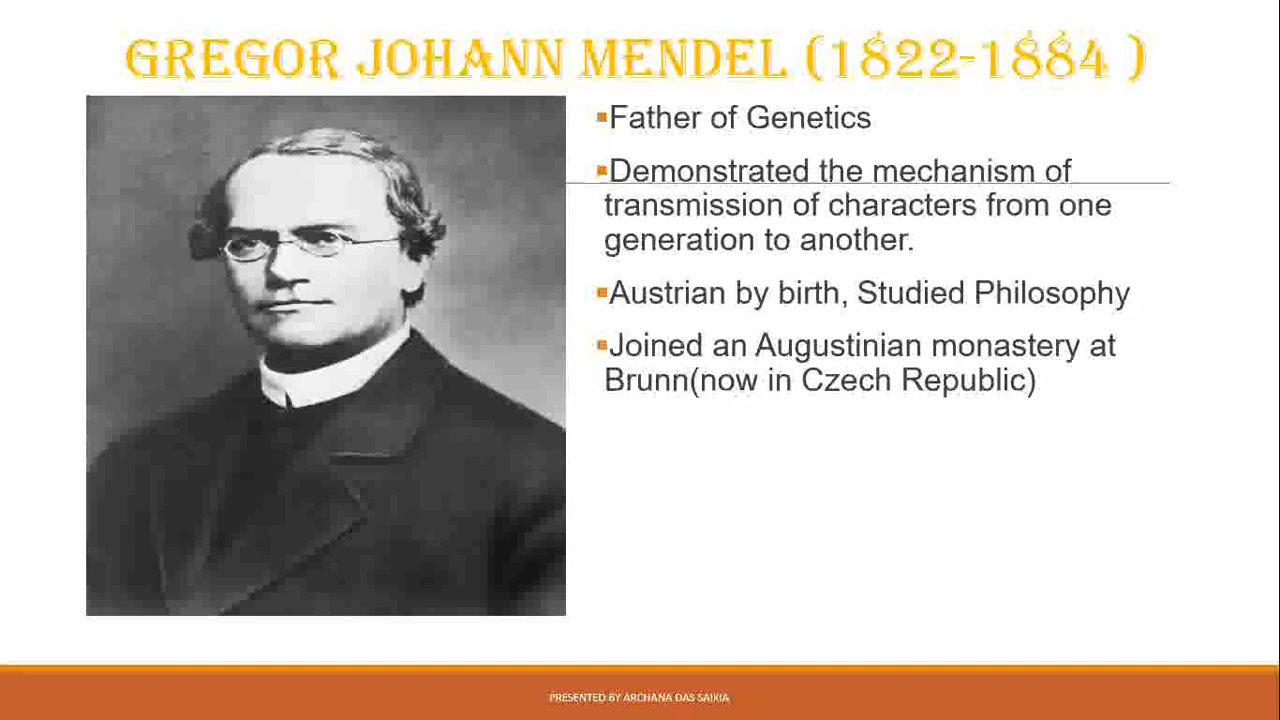 GREGOR JOHANN MENDEL (1822-1884 )
▪Father of Genetics
▪Demonstrated the mechanism of
transmission of characters from one
generation to another.
▪Austrian by birth, Studied Philosophy
▪Joined an Augustinian monastery at
Brunn(now in Czech Republic)
PRESENTED BY ARCHANA DAS SAIKIA